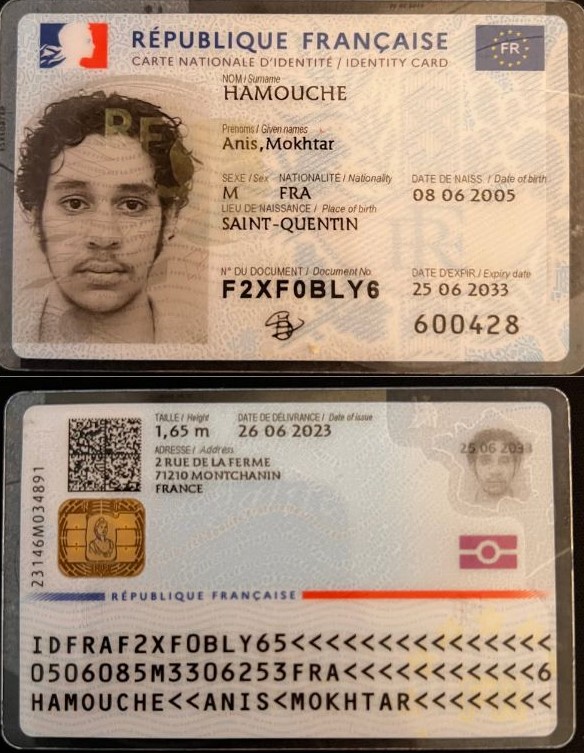 RÉPUBLIQUE FRANÇAISE
FR
CARTE NATIONALE D'IDENTITÉ / IDENTITY CARD
NOM / Surname
HAMOUCHE
Prénoms / Given names
Anis,Mokhtar
SEXE / Sex NATIONALITÉ / Nationality DATE DE NAISS. / Date of birth
M FRA 08 06 2005
LIEU DE NAISSANCE / Place of birth
SAINT-QUENTIN
N° DU DOCUMENT / Document No. DATE D'EXPIR / Expiry date
F2XF0BLY6 25 06 2033
600428
RF
TAILLE / Height DATE DE DÉLIVRANCE / Date of issue
1,65 m 26 06 2023
ADRESSE / Address
2 RUE DE LA FERME
71210 MONTCHANIN
FRANCE
25 06 2033
23146M034891
RÉPUBLIQUE FRANÇAISE
IDFRAF2XF0BLY65<<<<<<<<<<<<<<<
0506085M3306253FRA<<<<<<<<<<<6
HAMOUCHE<<ANIS<MOKHTAR<<<<<<<<